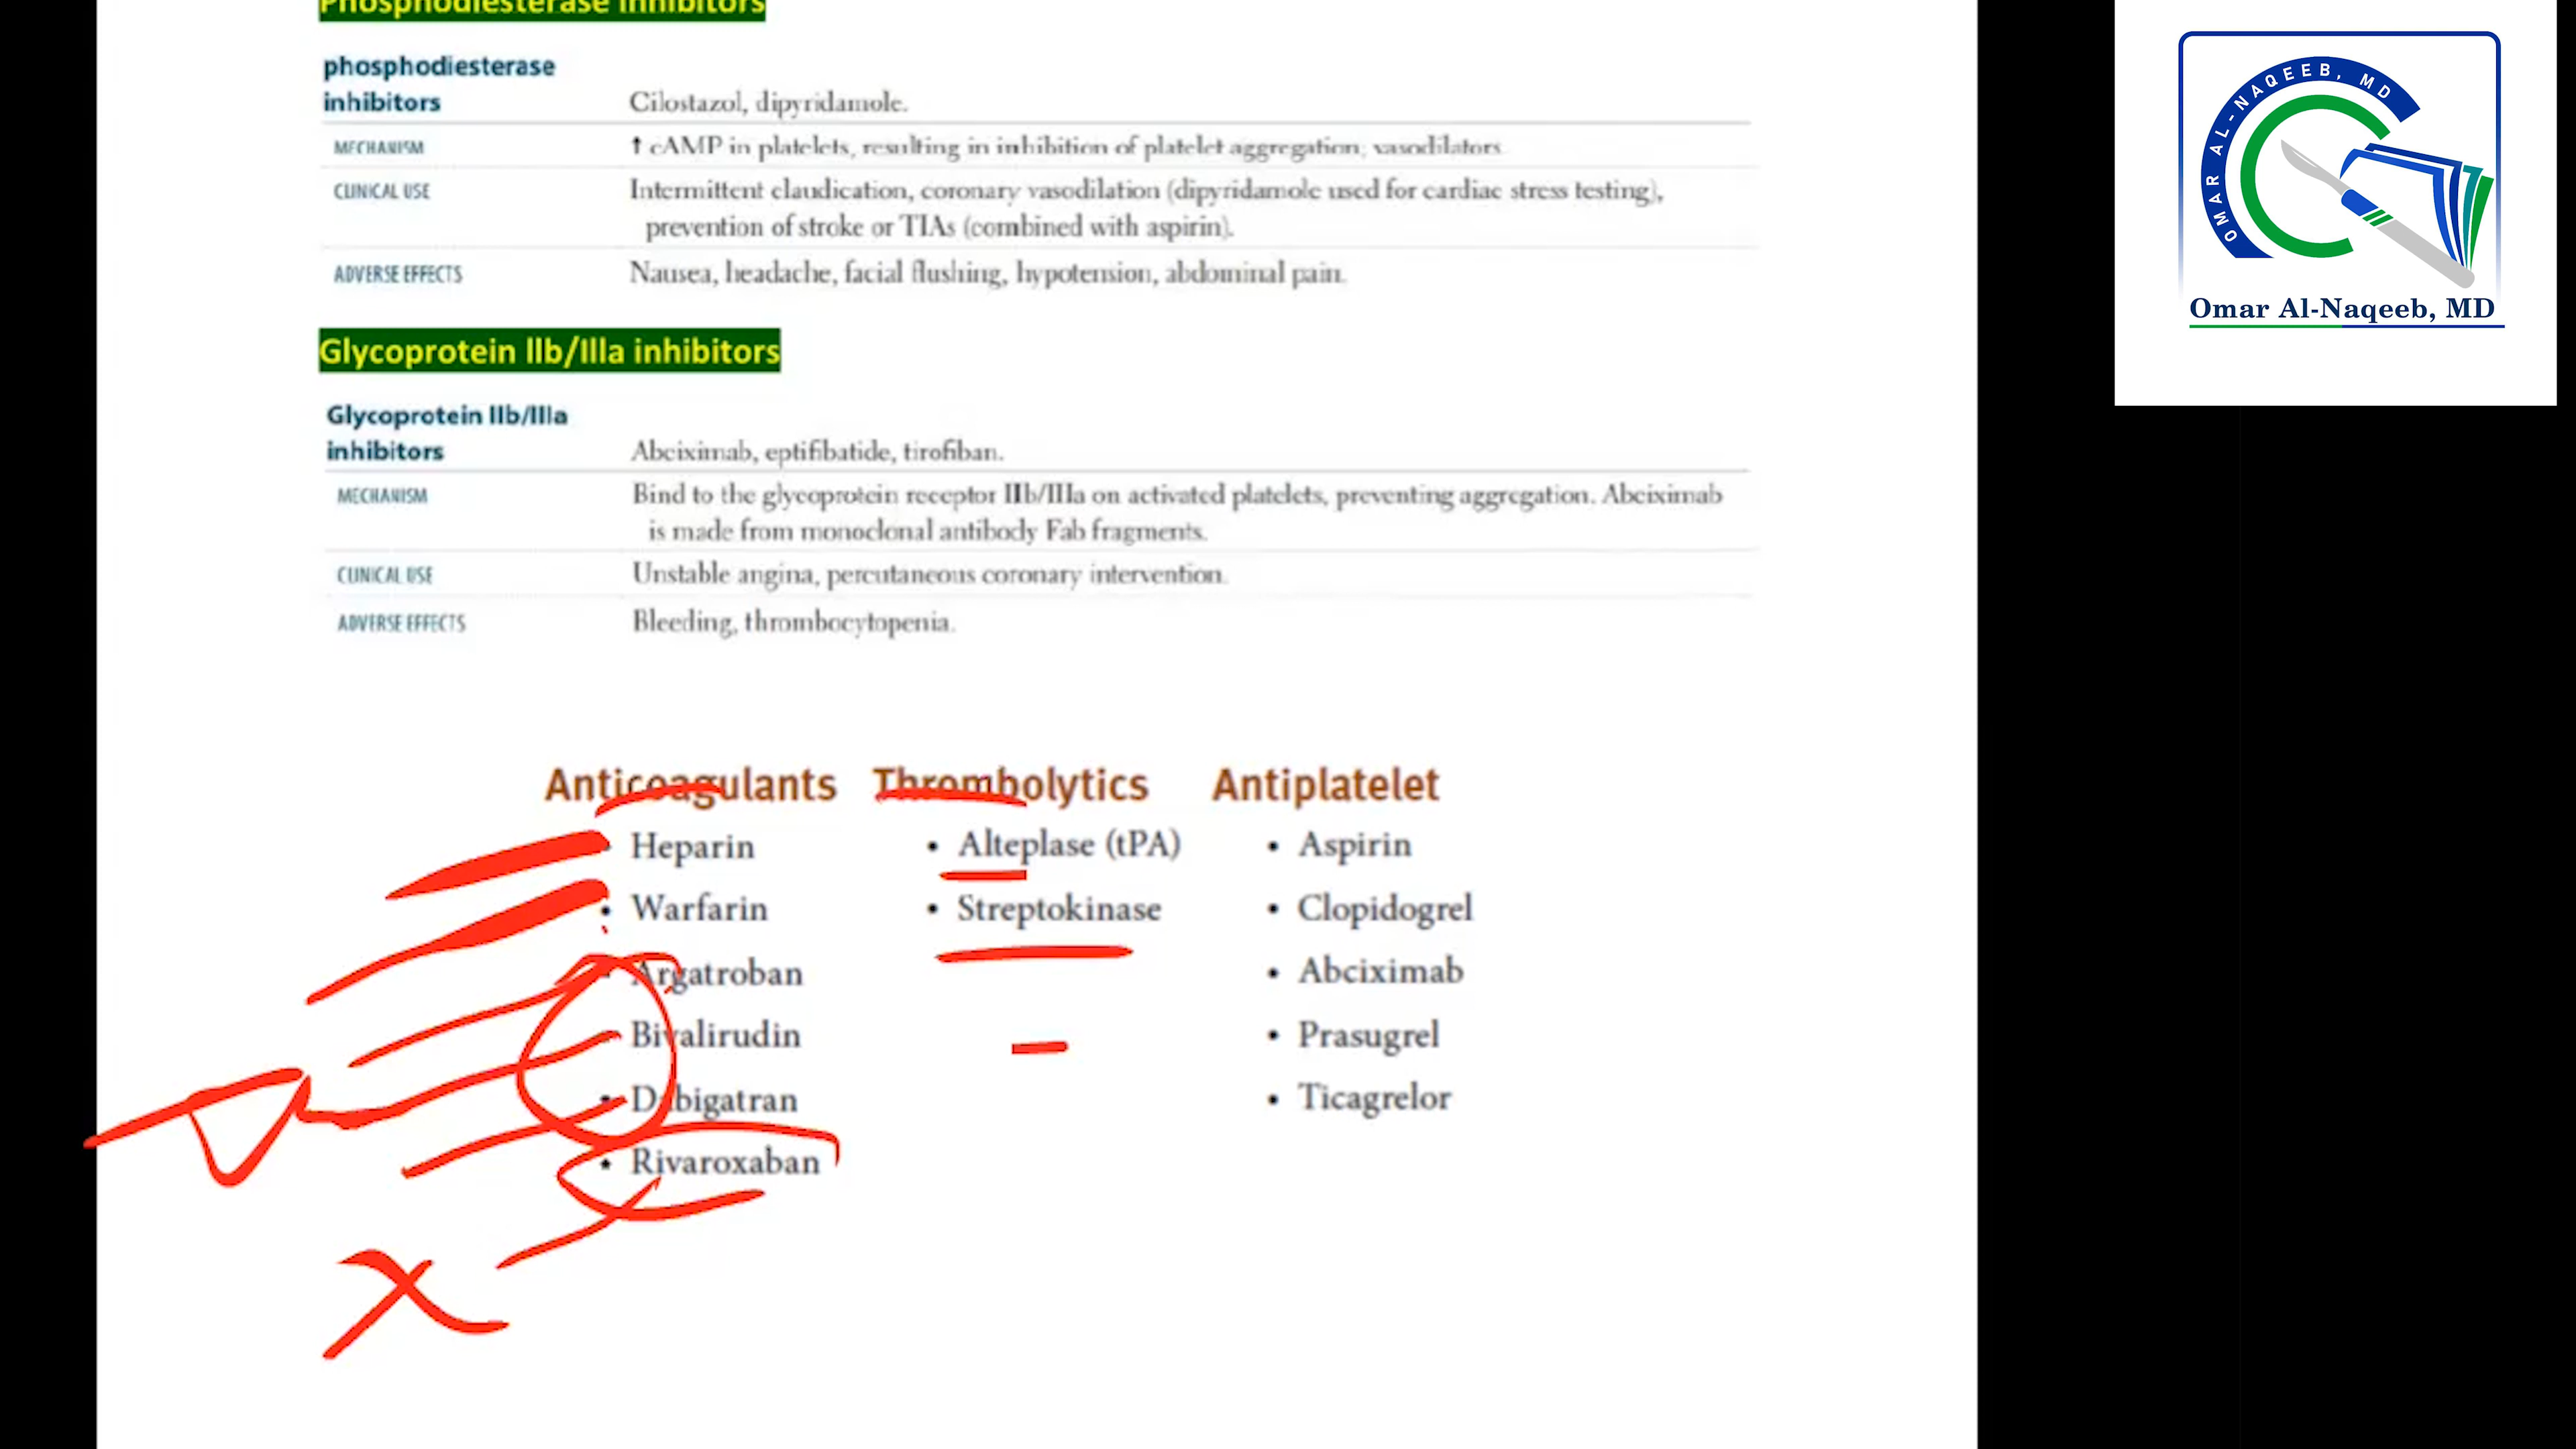 Phosphodiesterase inhibitors
phosphodiesterase
inhibitors Cilostazol, dipyridamole.
MECHANISM ↑ cAMP in platelets, resulting in inhibition of platelet aggregation; vasodilators
CLINICAL USE Intermittent claudication, coronary vasodilation (dipyridamole used for cardiac stress testing),
prevention of stroke or TIAs (combined with aspirin).
ADVERSE EFFECTS Nausea, headache, facial flushing, hypotension, abdominal pain.
Glycoprotein IIb/IIIa inhibitors
Glycoprotein IIb/IIIa
inhibitors Abciximab, eptifibatide, tirofiban.
MECHANISM Bind to the glycoprotein receptor IIb/IIIa on activated platelets, preventing aggregation. Abciximab
is made from monoclonal antibody Fab fragments.
CLINICAL USE Unstable angina, percutaneous coronary intervention.
ADVERSE EFFECTS Bleeding, thrombocytopenia.
Anticoagulants Thrombolytics Antiplatelet
• Heparin • Alteplase (tPA) • Aspirin
• Warfarin • Streptokinase • Clopidogrel
• Argatroban • Abciximab
• Bivalirudin • Prasugrel
• Dabigatran • Ticagrelor
• Rivaroxaban
X
OMAR AL-NAQEEB, MD
Omar Al-Naqeeb, MD